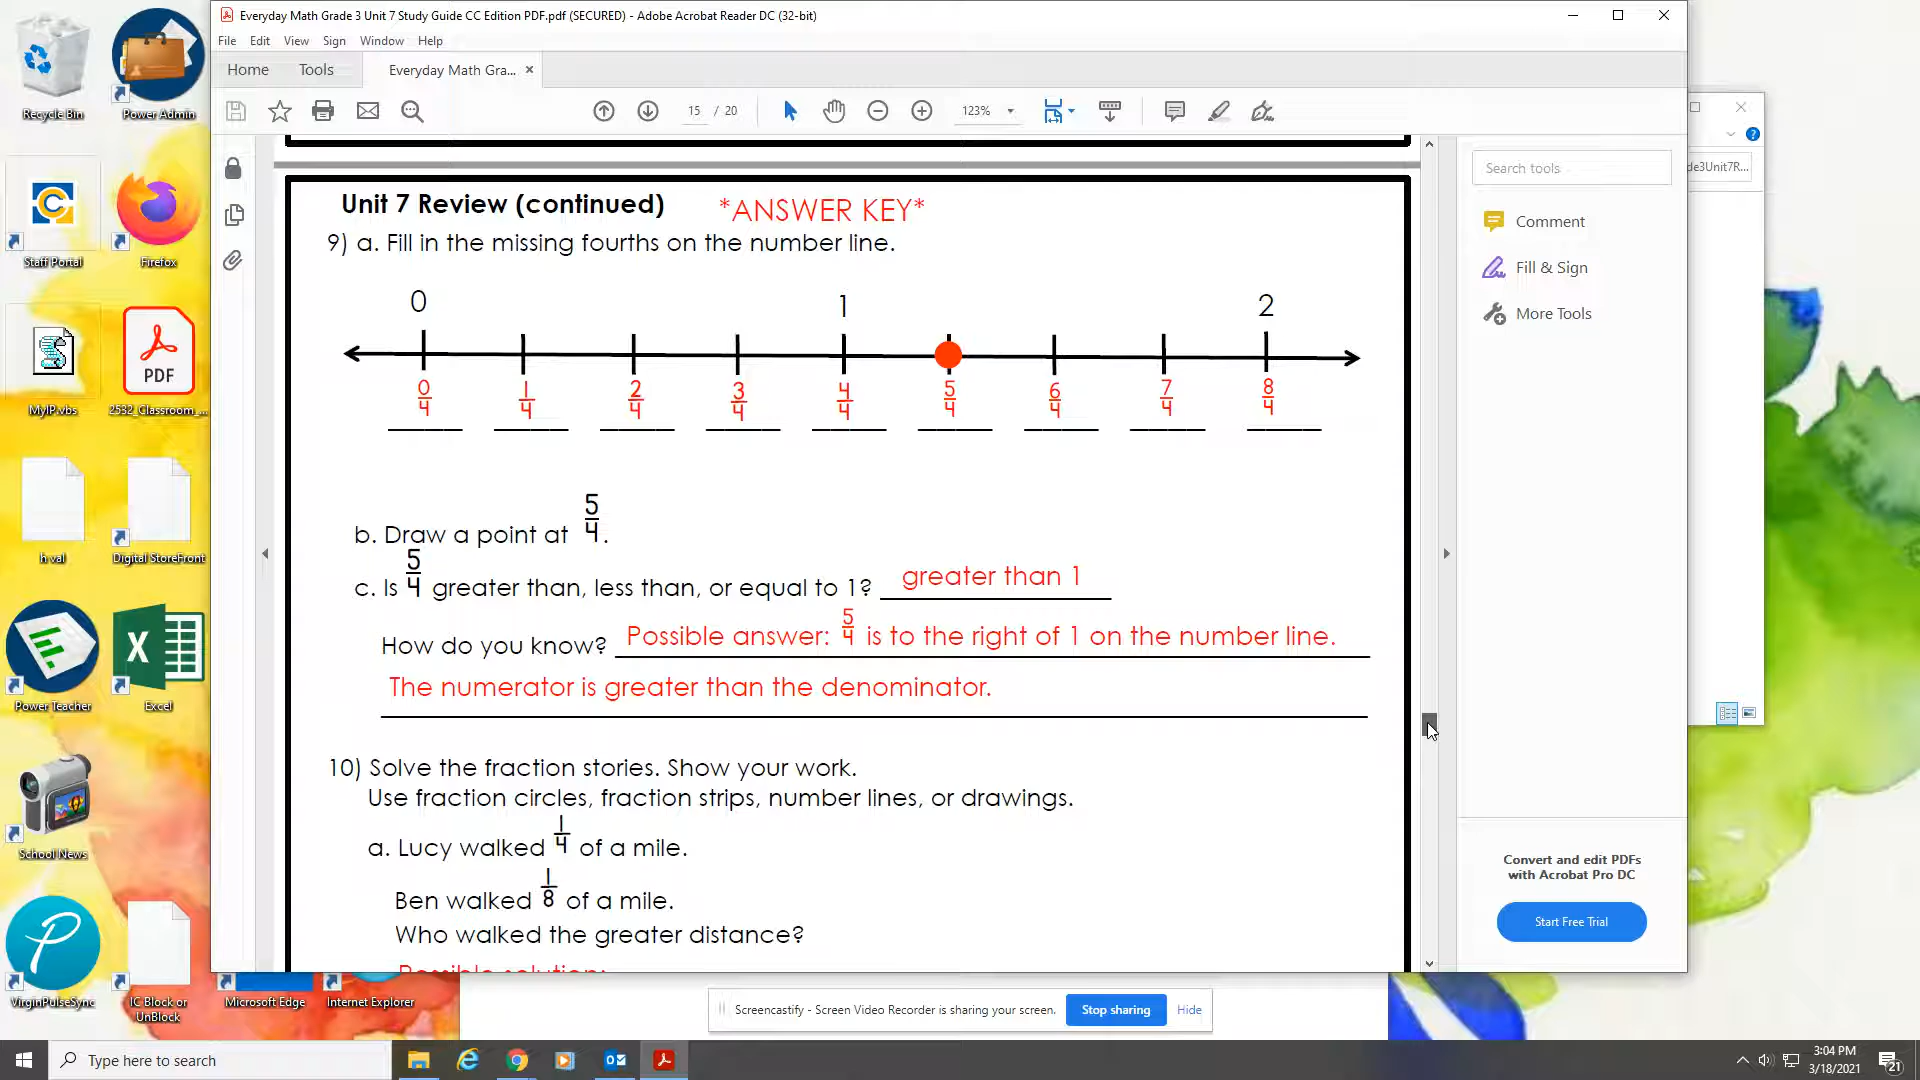 Everyday Math Grade 3 Unit 7 Study Guide CC Edition PDF.pdf (SECURED) - Adobe Acrobat Reader DC (32-bit)
File Edit View Sign Window Help
Home Tools Everyday Math Gra... ×
15 / 20 123%
Unit 7 Review (continued) *ANSWER KEY*
9) a. Fill in the missing fourths on the number line.
0 1 2
0/4 1/4 2/4 3/4 4/4 5/4 6/4 7/4 8/4
b. Draw a point at 5/4.
c. Is 5/4 greater than, less than, or equal to 1? greater than 1
How do you know? Possible answer: 5/4 is to the right of 1 on the number line.
The numerator is greater than the denominator.
10) Solve the fraction stories. Show your work.
Use fraction circles, fraction strips, number lines, or drawings.
a. Lucy walked 1/4 of a mile.
Ben walked 1/8 of a mile.
Who walked the greater distance?
Possible solution:
Search tools
Comment
Fill & Sign
More Tools
Convert and edit PDFs
with Acrobat Pro DC
Start Free Trial
de3Unit7R...
Recycle Bin
Power Admin
Staff Portal
Firefox
PDF
MyIP.vbs
2532_Classroom_...
h val
Digital StoreFront
Power Teacher
Excel
School News
VirginPulseSync
IC Block or
UnBlock
Microsoft Edge
Internet Explorer
Screencastify - Screen Video Recorder is sharing your screen. Stop sharing Hide
Type here to search
3:04 PM
3/18/2021
21